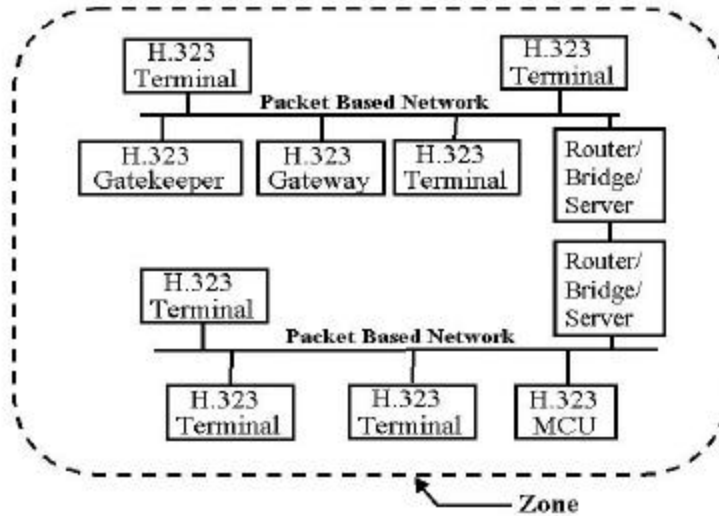 H.323
Terminal
H.323
Terminal
Packet Based Network
H.323
Gatekeeper
H.323
Gateway
H.323
Terminal
Router/
Bridge/
Server
Router/
Bridge/
Server
H.323
Terminal
Packet Based Network
H.323
Terminal
H.323
Terminal
H.323
MCU
Zone